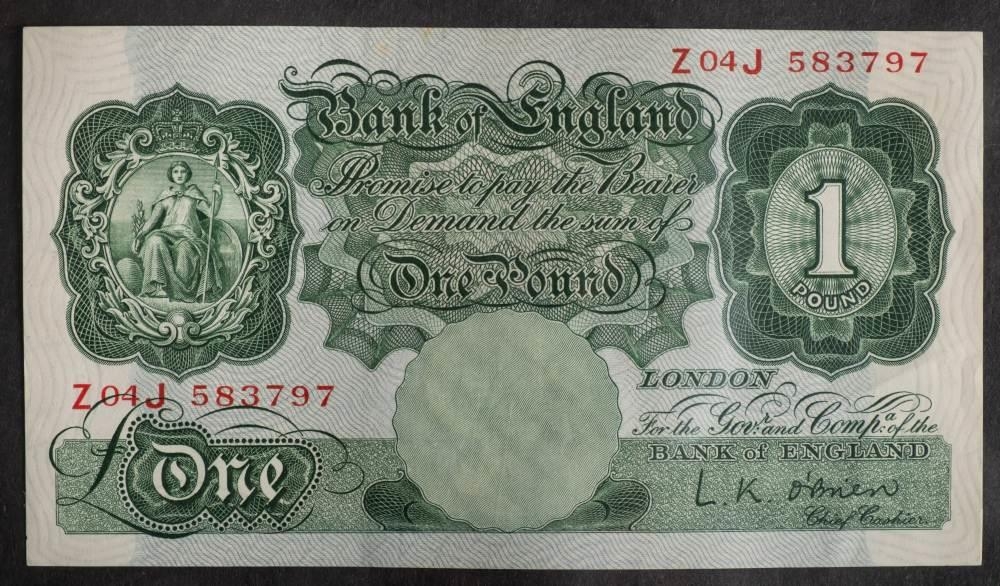 Z04J 583797
Bank of England
Promise to pay the Bearer
on Demand the sum of
One Pound
1
POUND
Z04J 583797
£One
LONDON
For the Govr. and Compa. of the
BANK of ENGLAND
L. K. O'Brien
Chief Cashier.